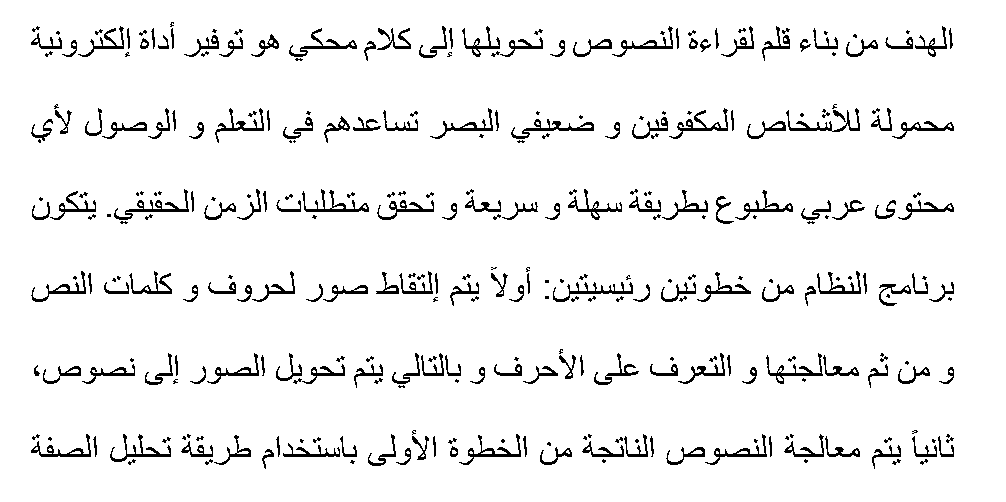 الهدف من بناء قلم لقراءة النصوص و تحويلها إلى كلام محكي هو توفير أداة إلكترونية
محمولة للأشخاص المكفوفين و ضعيفي البصر تساعدهم في التعلم و الوصول لأي
محتوى عربي مطبوع بطريقة سهلة و سريعة و تحقق متطلبات الزمن الحقيقي. يتكون
برنامج النظام من خطوتين رئيسيتين: أولاً يتم إلتقاط صور لحروف و كلمات النص
و من ثم معالجتها و التعرف على الأحرف و بالتالي يتم تحويل الصور إلى نصوص،
ثانياً يتم معالجة النصوص الناتجة من الخطوة الأولى باستخدام طريقة تحليل الصفة